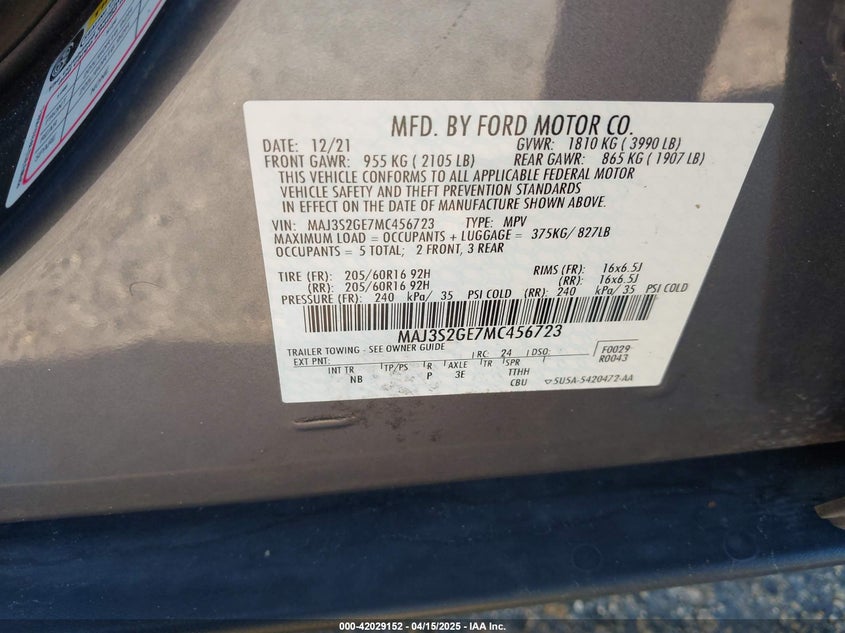 MFD. BY FORD MOTOR CO.
DATE: 12/21 GVWR: 1810 KG ( 3990 LB)
FRONT GAWR: 955 KG ( 2105 LB) REAR GAWR: 865 KG ( 1907 LB)
THIS VEHICLE CONFORMS TO ALL APPLICABLE FEDERAL MOTOR
VEHICLE SAFETY AND THEFT PREVENTION STANDARDS
IN EFFECT ON THE DATE OF MANUFACTURE SHOWN ABOVE.
VIN: MAJ3S2GE7MC456723 TYPE: MPV
MAXIMUM LOAD = OCCUPANTS + LUGGAGE = 375KG/ 827LB
OCCUPANTS = 5 TOTAL; 2 FRONT, 3 REAR
TIRE (FR): 205/60R16 92H RIMS (FR): 16x6.5J
(RR): 205/60R16 92H (RR): 16x6.5J
PRESSURE (FR): 240 kPa/ 35 PSI COLD (RR): 240 kPa/ 35 PSI COLD
MAJ3S2GE7MC456723
TRAILER TOWING - SEE OWNER GUIDE
EXT PNT: RC: 24 DSO: F0029-
R0043
INT TR TP/PS R AXLE TR SPR
NB P 3E TTHH
CBU 5U5A-5420472-AA
000-42029152 - 04/15/2025 - IAA Inc.